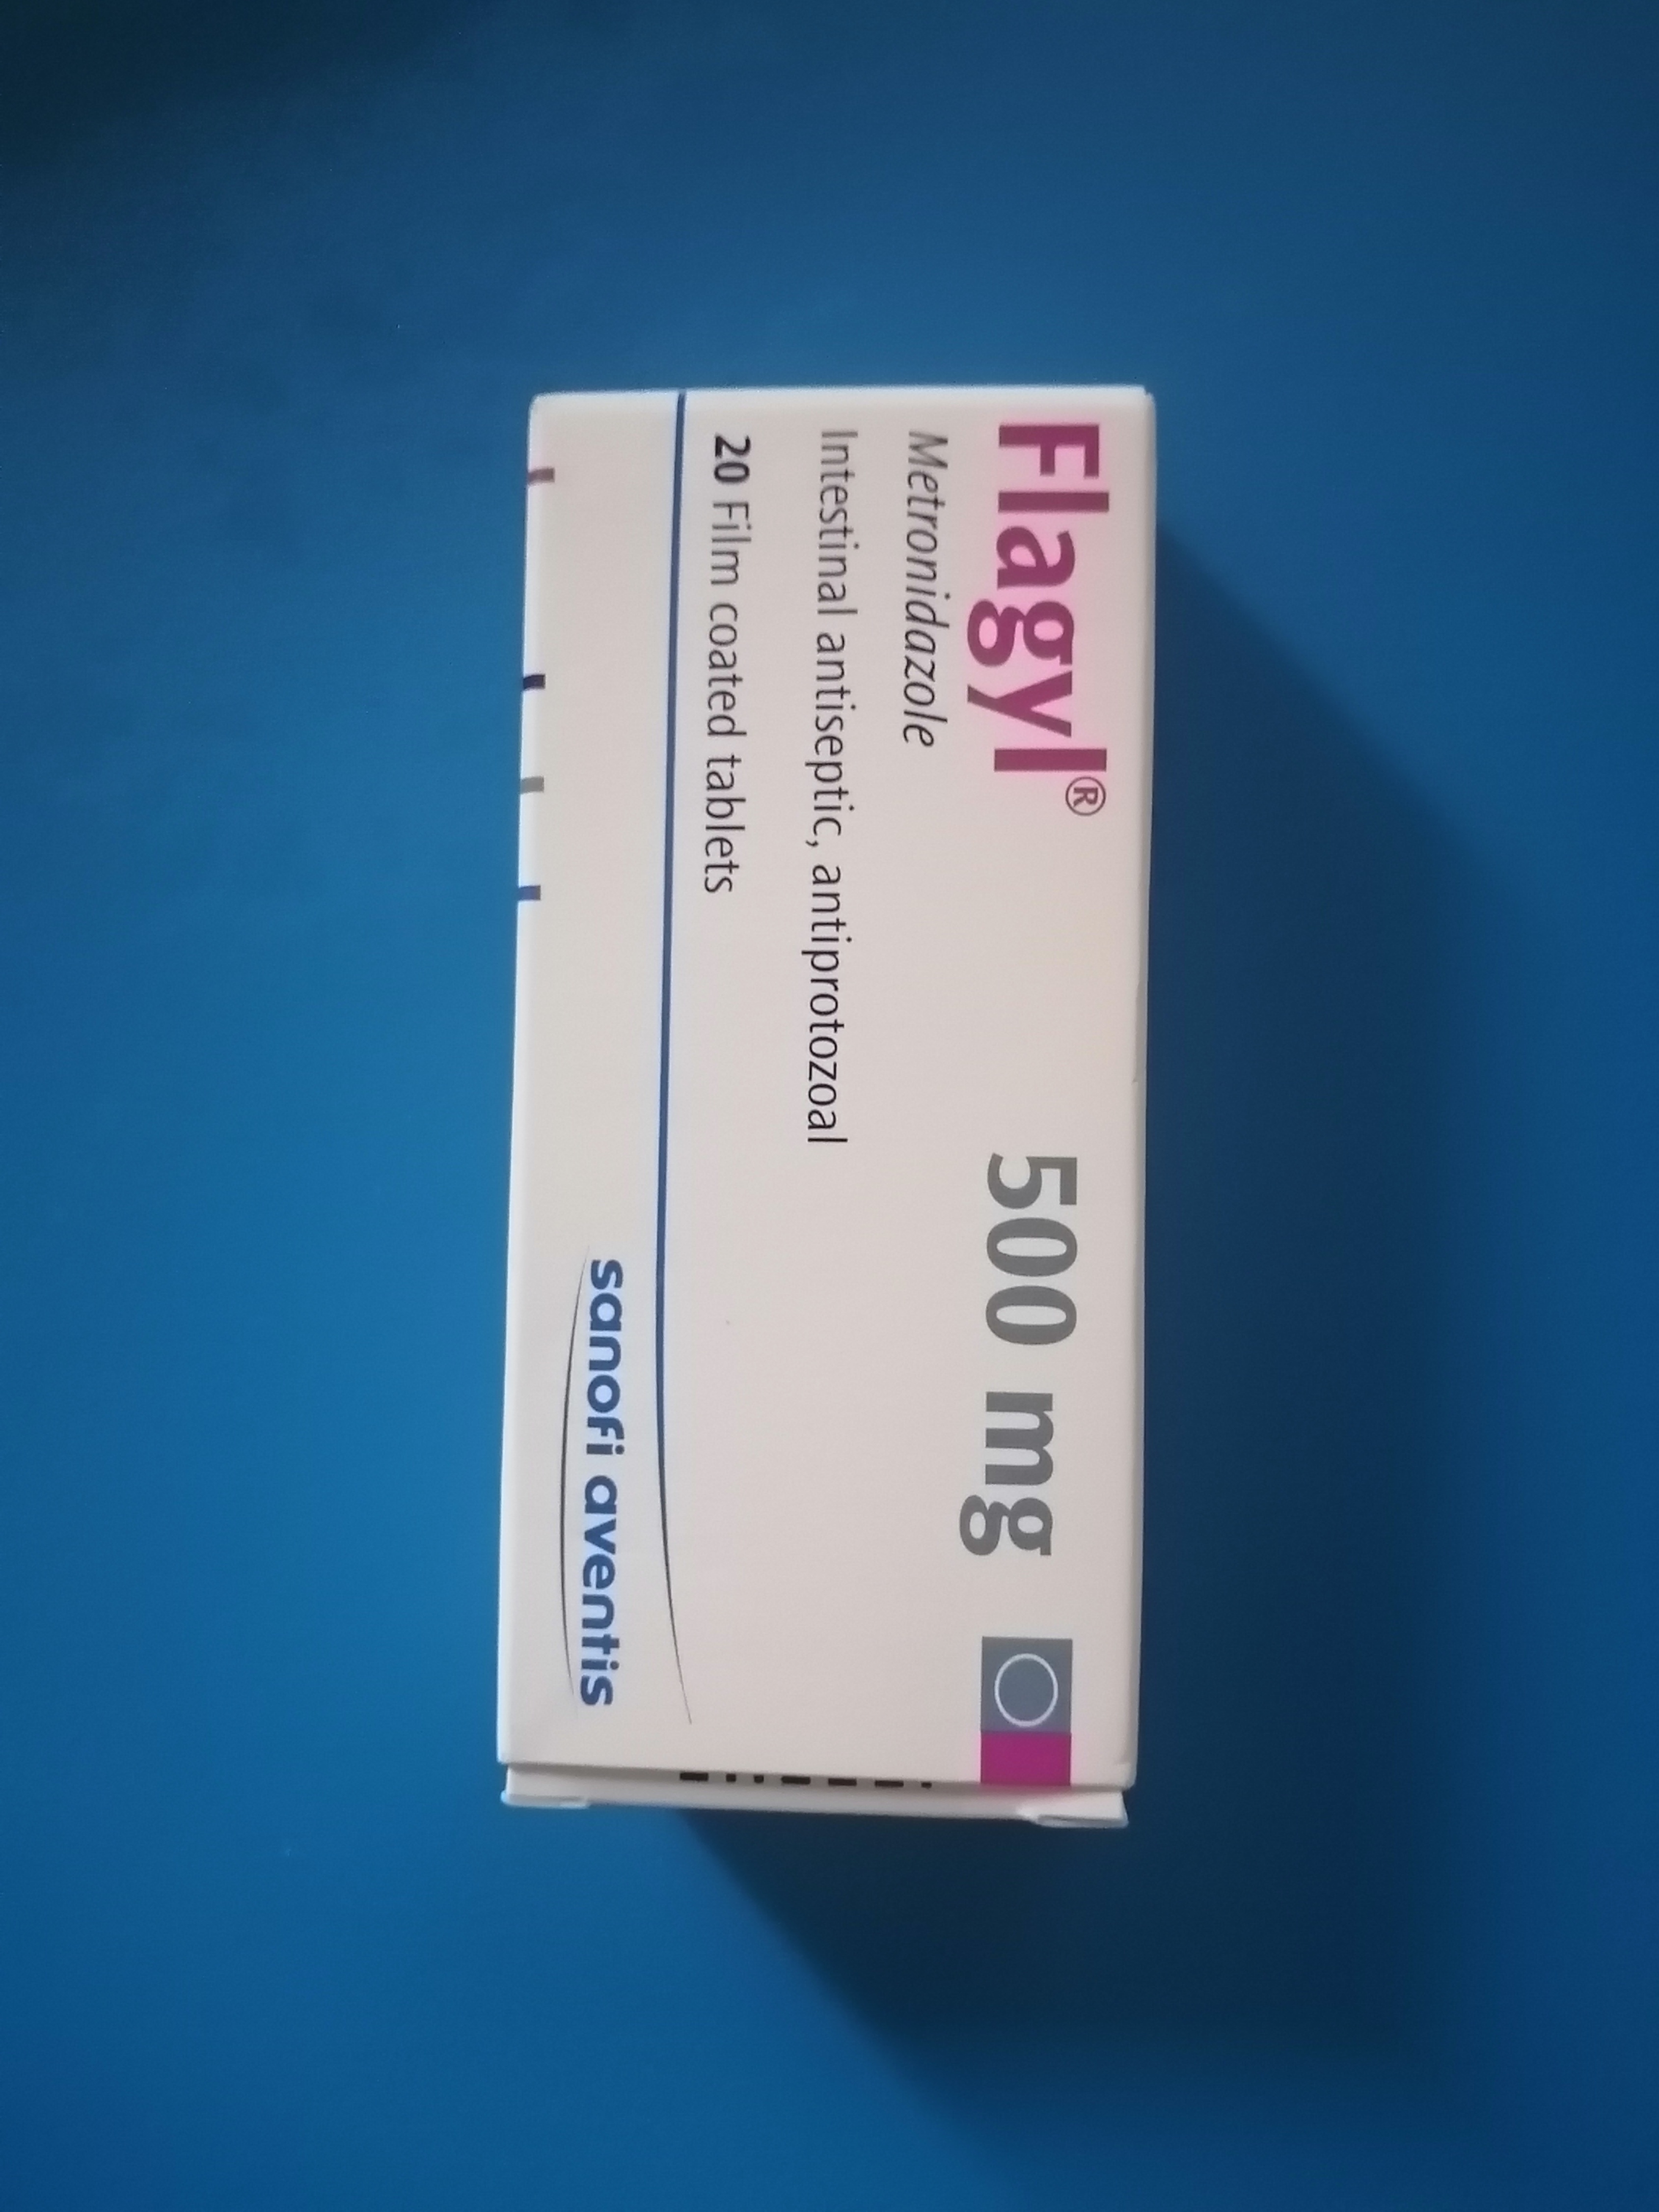 Flagyl® 500 mg
Metronidazole
Intestinal antiseptic, antiprotozoal
20 Film coated tablets
sanofi aventis